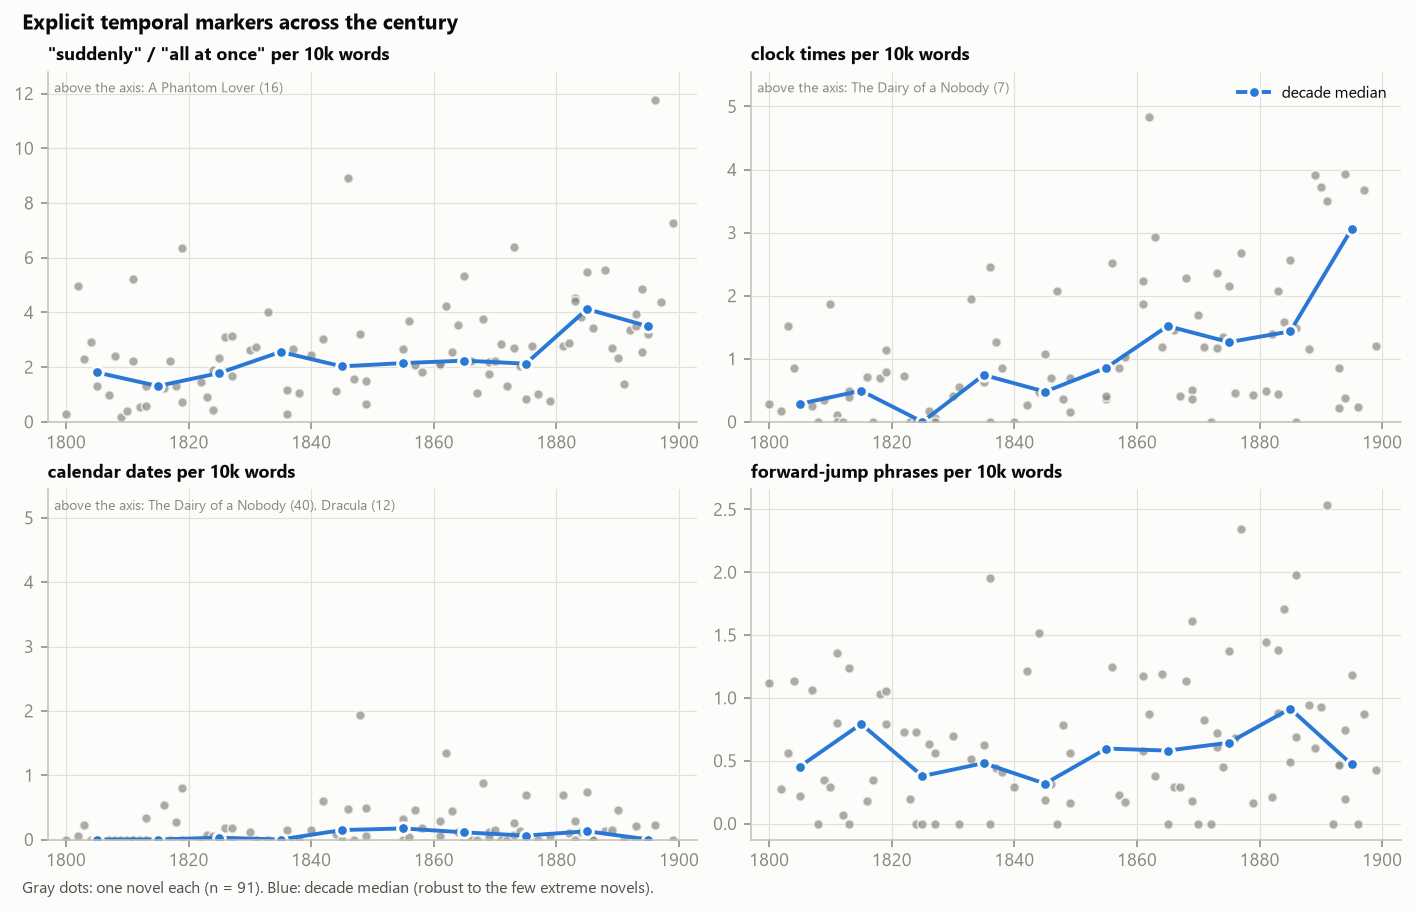 Explicit temporal markers across the century
"suddenly" / "all at once" per 10k words
above the axis: A Phantom Lover (16)
12
10
8
6
4
2
0
1800 1820 1840 1860 1880 1900
clock times per 10k words
above the axis: The Dairy of a Nobody (7)
decade median
5
4
3
2
1
0
1800 1820 1840 1860 1880 1900
calendar dates per 10k words
above the axis: The Dairy of a Nobody (40), Dracula (12)
5
4
3
2
1
0
1800 1820 1840 1860 1880 1900
forward-jump phrases per 10k words
2.5
2.0
1.5
1.0
0.5
0.0
1800 1820 1840 1860 1880 1900
Gray dots: one novel each (n = 91). Blue: decade median (robust to the few extreme novels).